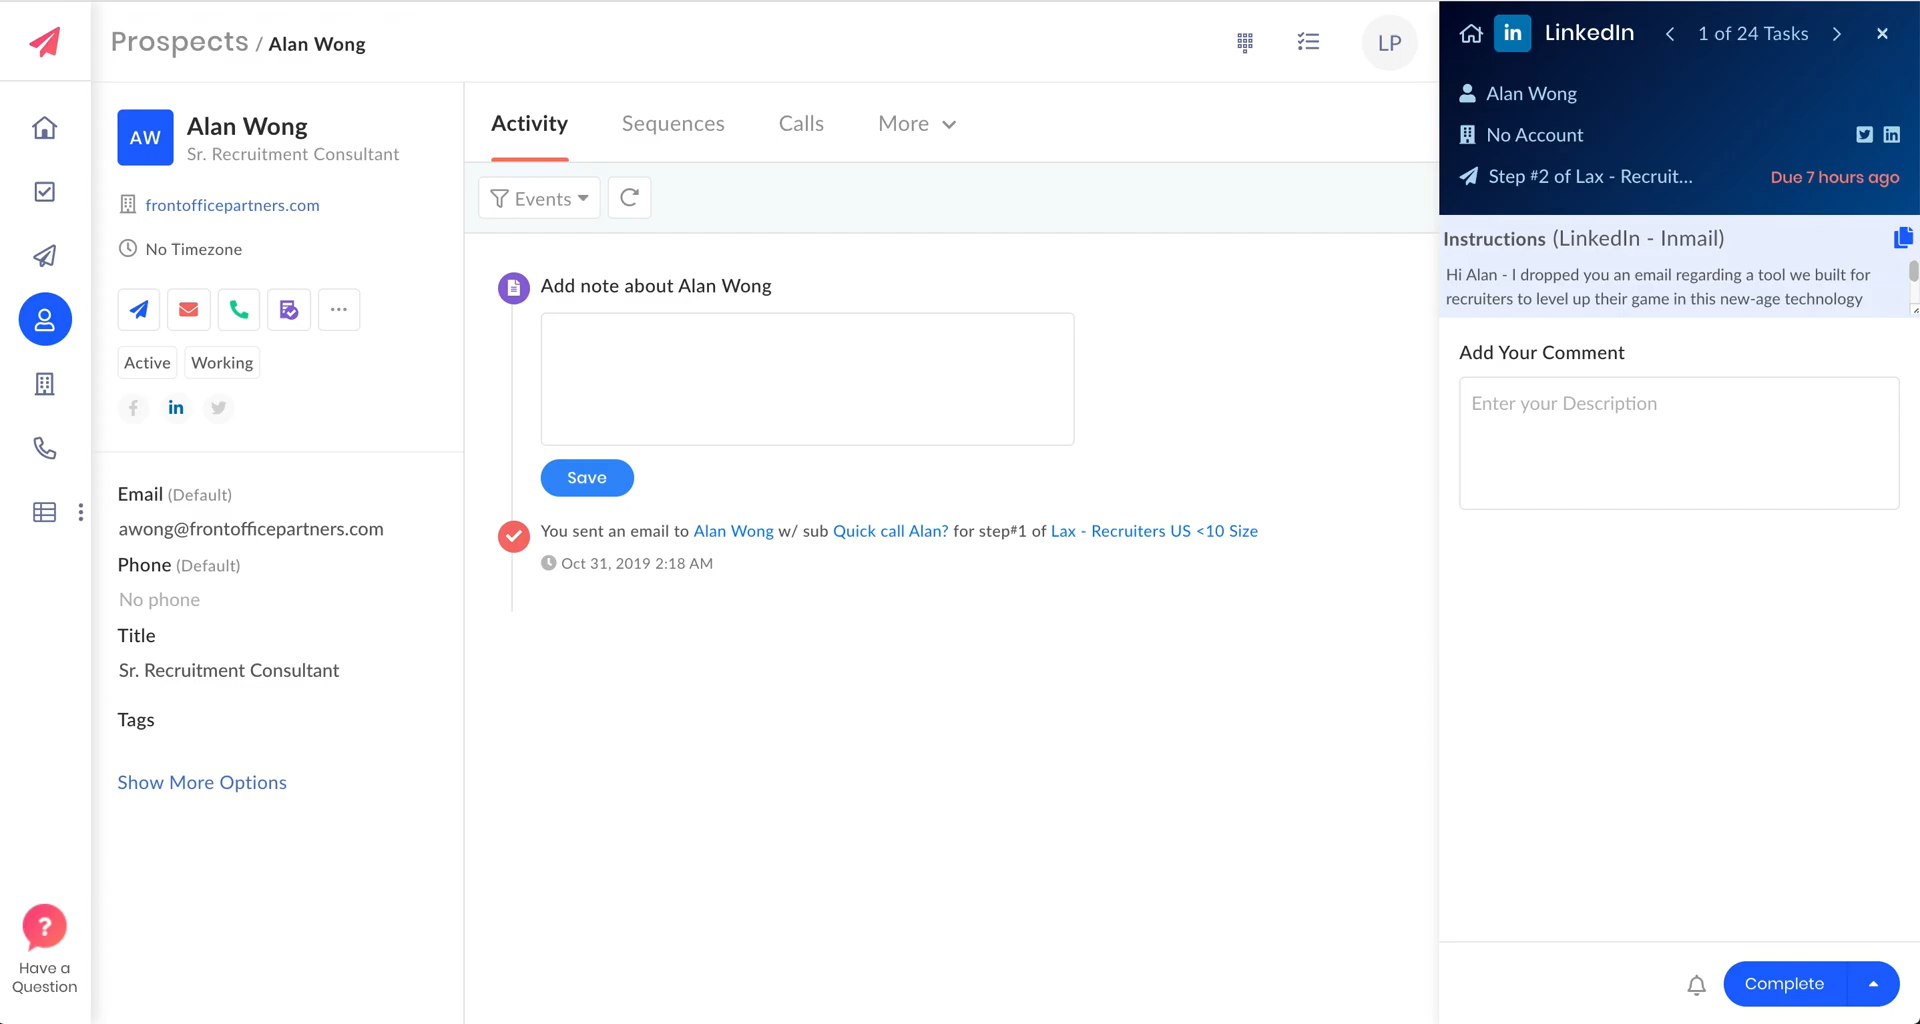 Prospects / Alan Wong
LP
AW
Alan Wong
Sr. Recruitment Consultant
frontofficepartners.com
No Timezone
Active
Working
Email (Default)
awong@frontofficepartners.com
Phone (Default)
No phone
Title
Sr. Recruitment Consultant
Tags
Show More Options
?
Have a
Question
Activity
Sequences
Calls
More
Events
Add note about Alan Wong
Save
You sent an email to Alan Wong w/ sub Quick call Alan? for step#1 of Lax - Recruiters US <10 Size
Oct 31, 2019 2:18 AM
in LinkedIn
1 of 24 Tasks
Alan Wong
No Account
Step #2 of Lax - Recruit...
Due 7 hours ago
Instructions (LinkedIn - Inmail)
Hi Alan - I dropped you an email regarding a tool we built for
recruiters to level up their game in this new-age technology
Add Your Comment
Enter your Description
Complete